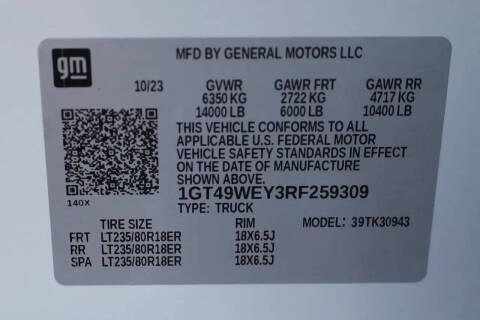 gm
MFD BY GENERAL MOTORS LLC
10/23 GVWR GAWR FRT GAWR RR
6350 KG 2722 KG 4717 KG
14000 LB 6000 LB 10400 LB
THIS VEHICLE CONFORMS TO ALL
APPLICABLE U.S. FEDERAL MOTOR
VEHICLE SAFETY STANDARDS IN EFFECT
ON THE DATE OF MANUFACTURE
SHOWN ABOVE.
1GT49WEY3RF259309
140X TYPE: TRUCK
TIRE SIZE RIM MODEL: 39TK30943
FRT LT235/80R18ER 18X6.5J
RR LT235/80R18ER 18X6.5J
SPA LT235/80R18ER 18X6.5J